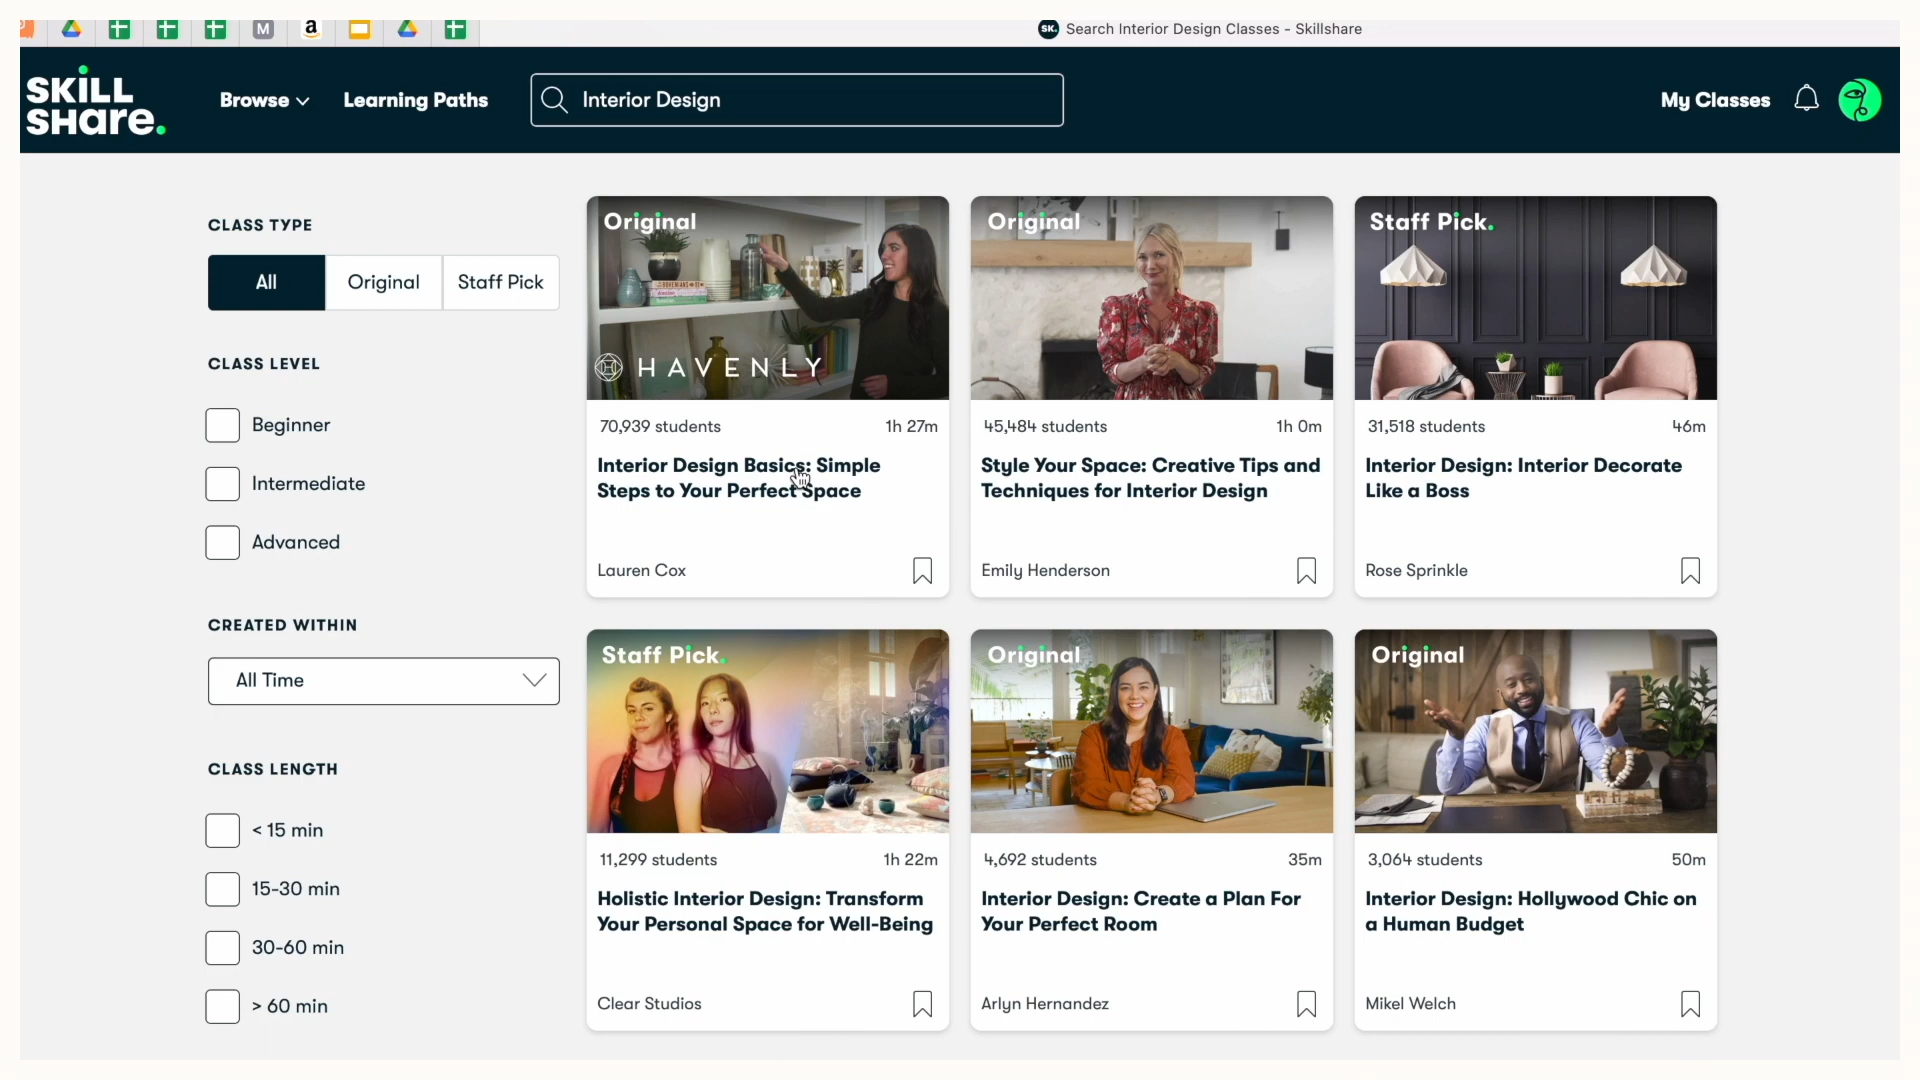 M
a
SK.
Search Interior Design Classes - Skillshare
SKiLL
SHare.
Browse
Learning Paths
Interior Design
My Classes
CLASS TYPE
All
Original
Staff Pick
CLASS LEVEL
Beginner
Intermediate
Advanced
CREATED WITHIN
All Time
CLASS LENGTH
< 15 min
15-30 min
30-60 min
> 60 min
Original
HAVENLY
70,939 students
1h 27m
Interior Design Basics: Simple
Steps to Your Perfect Space
Lauren Cox
Original
45,484 students
1h 0m
Style Your Space: Creative Tips and
Techniques for Interior Design
Emily Henderson
Staff Pick.
31,518 students
46m
Interior Design: Interior Decorate
Like a Boss
Rose Sprinkle
Staff Pick.
11,299 students
1h 22m
Holistic Interior Design: Transform
Your Personal Space for Well-Being
Clear Studios
Original
4,692 students
35m
Interior Design: Create a Plan For
Your Perfect Room
Arlyn Hernandez
Original
3,064 students
50m
Interior Design: Hollywood Chic on
a Human Budget
Mikel Welch